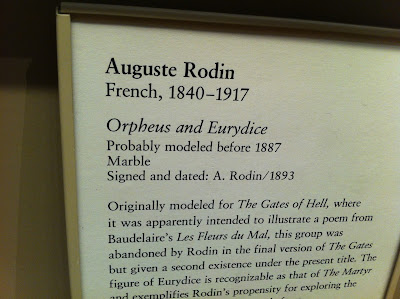 Auguste Rodin
French, 1840–1917
Orpheus and Eurydice
Probably modeled before 1887
Marble
Signed and dated: A. Rodin/1893
Originally modeled for The Gates of Hell, where
it was apparently intended to illustrate a poem from
Baudelaire's Les Fleurs du Mal, this group was
abandoned by Rodin in the final version of The Gates
but given a second existence under the present title. The
figure of Eurydice is recognizable as that of The Martyr
and exemplifies Rodin's propensity for exploring the